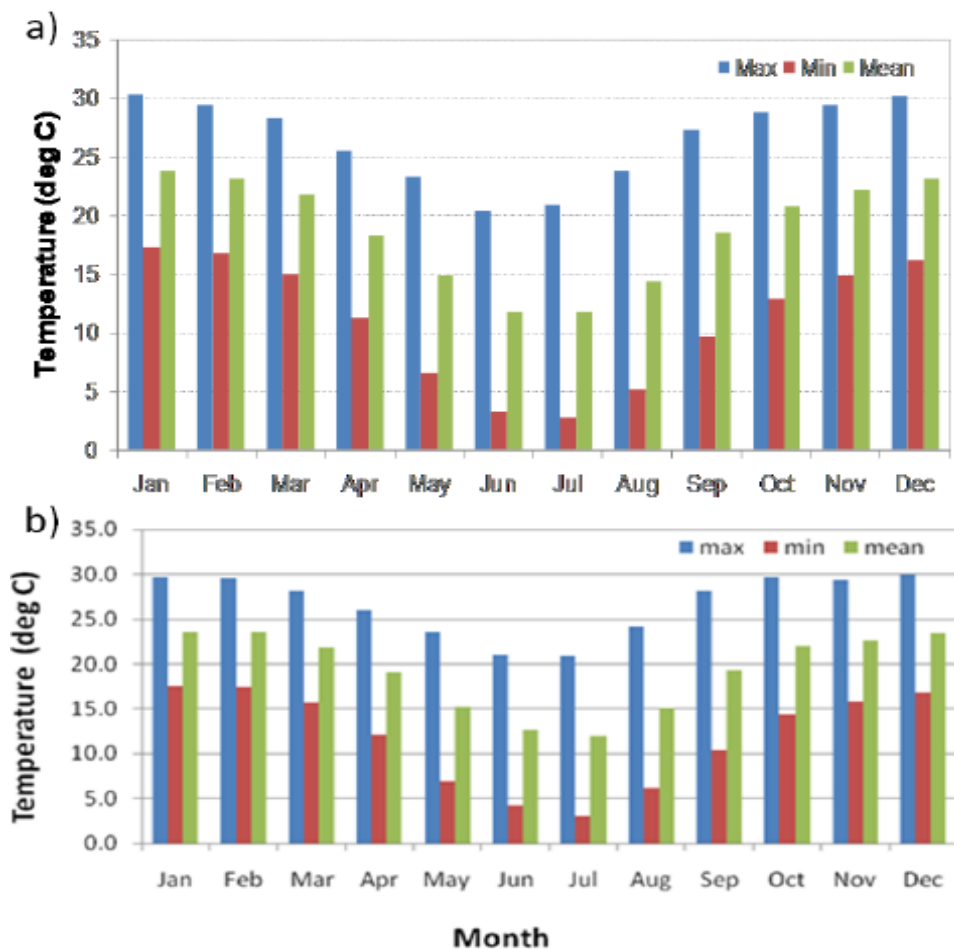 a)
Temperature (deg C)
35
30
25
20
15
10
5
0
Max Min Mean
Jan Feb Mar Apr May Jun Jul Aug Sep Oct Nov Dec
b)
Temperature (deg C)
35.0
30.0
25.0
20.0
15.0
10.0
5.0
0.0
max min mean
Jan Feb Mar Apr May Jun Jul Aug Sep Oct Nov Dec
Month